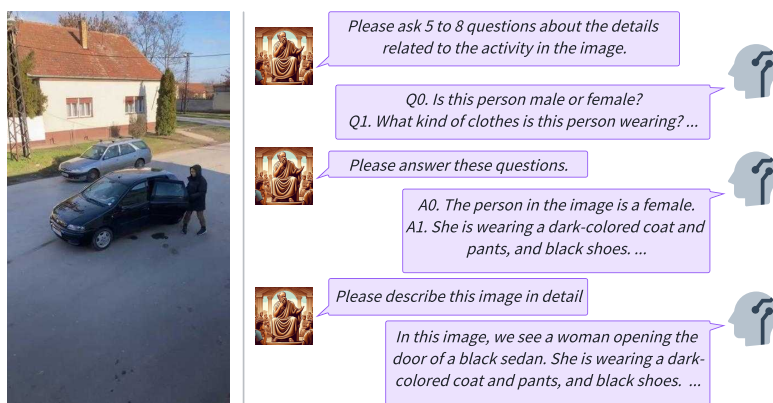 Please ask 5 to 8 questions about the details
related to the activity in the image.
Q0. Is this person male or female?
Q1. What kind of clothes is this person wearing? ...
Please answer these questions.
A0. The person in the image is a female.
A1. She is wearing a dark-colored coat and
pants, and black shoes. ...
Please describe this image in detail
In this image, we see a woman opening the
door of a black sedan. She is wearing a dark-
colored coat and pants, and black shoes. ...